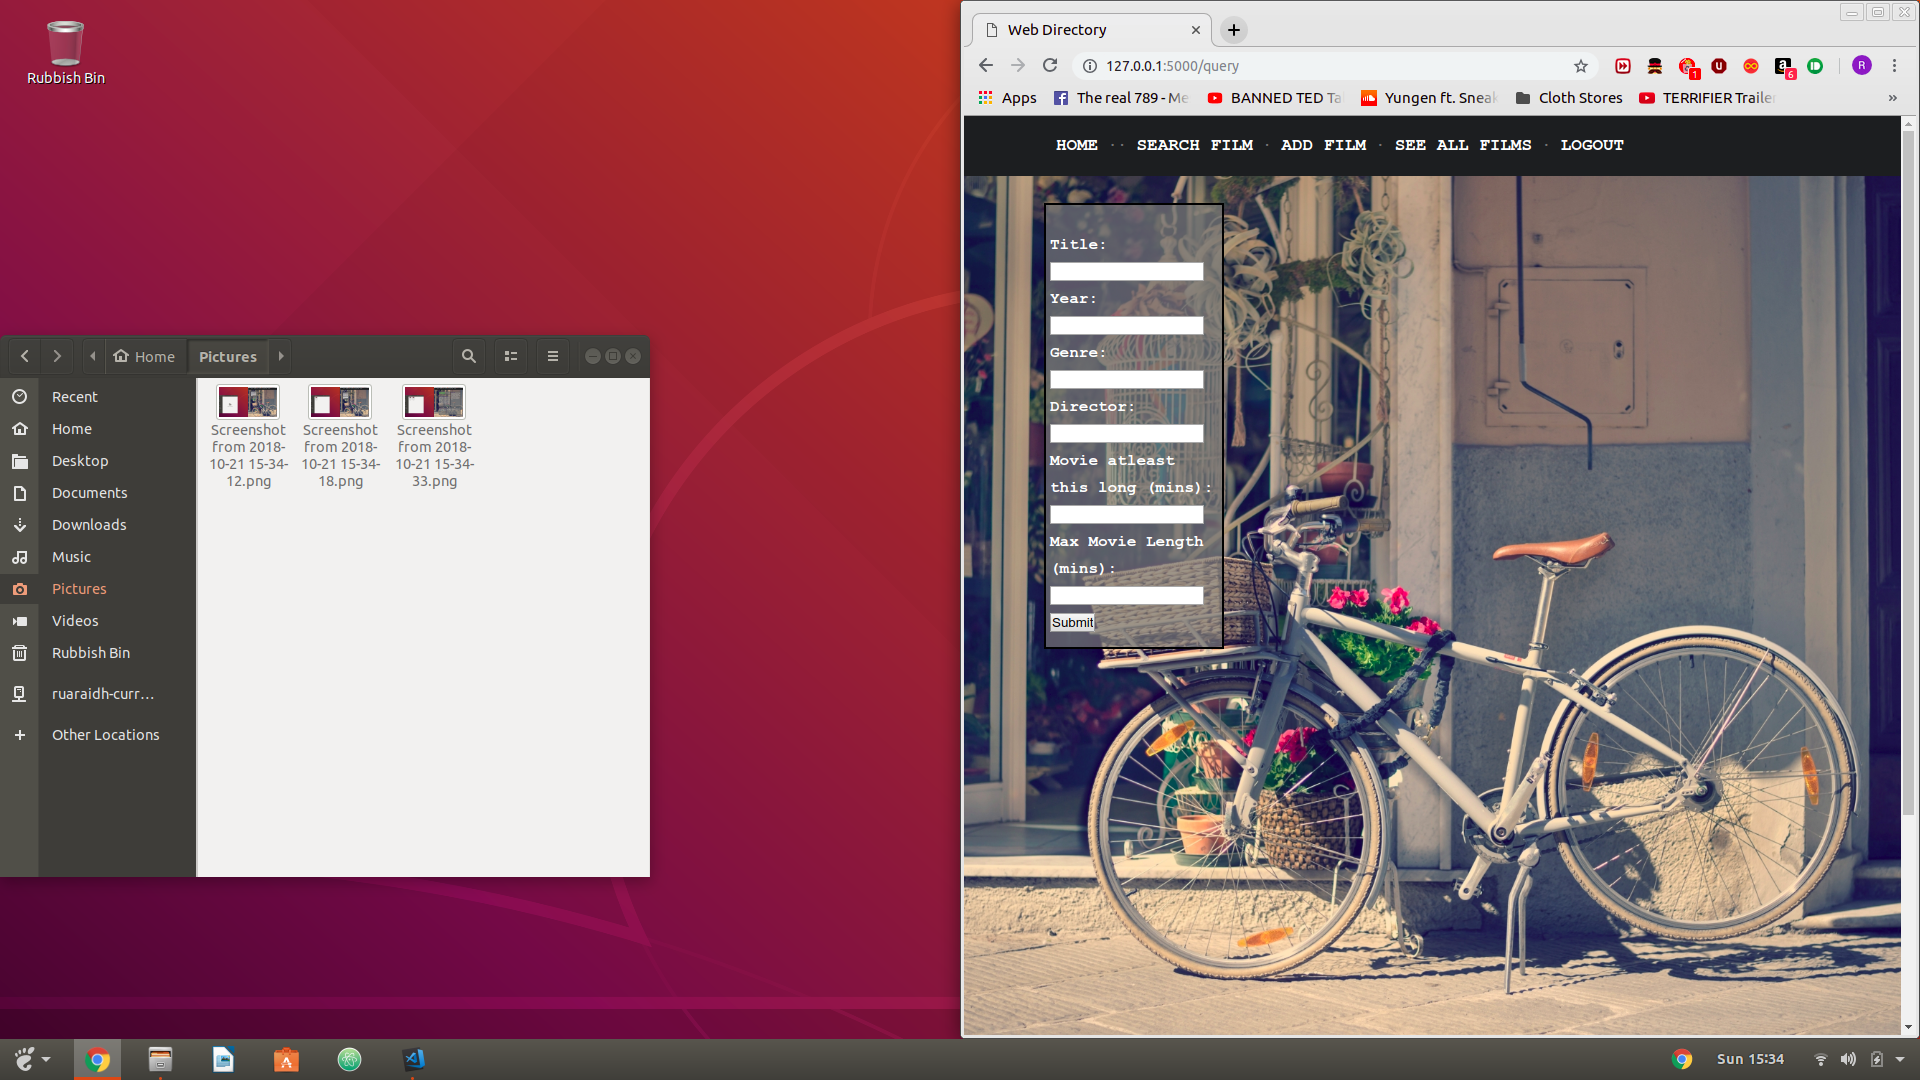 Rubbish Bin
Home
Pictures
Recent
Home
Desktop
Documents
Downloads
Music
Pictures
Videos
Rubbish Bin
ruaraidh-curr...
Other Locations
Screenshot
from 2018-
10-21 15-34-
12.png
Screenshot
from 2018-
10-21 15-34-
18.png
Screenshot
from 2018-
10-21 15-34-
33.png
Web Directory
127.0.0.1:5000/query
1
a
6
R
Apps
The real 789 - Me
BANNED TED Ta
Yungen ft. Sneak
Cloth Stores
TERRIFIER Trailer
»
HOME · · SEARCH FILM · ADD FILM · SEE ALL FILMS · LOGOUT
Title:
Year:
Genre:
Director:
Movie atleast
this long (mins):
Max Movie Length
(mins):
Submit
Sun 15:34